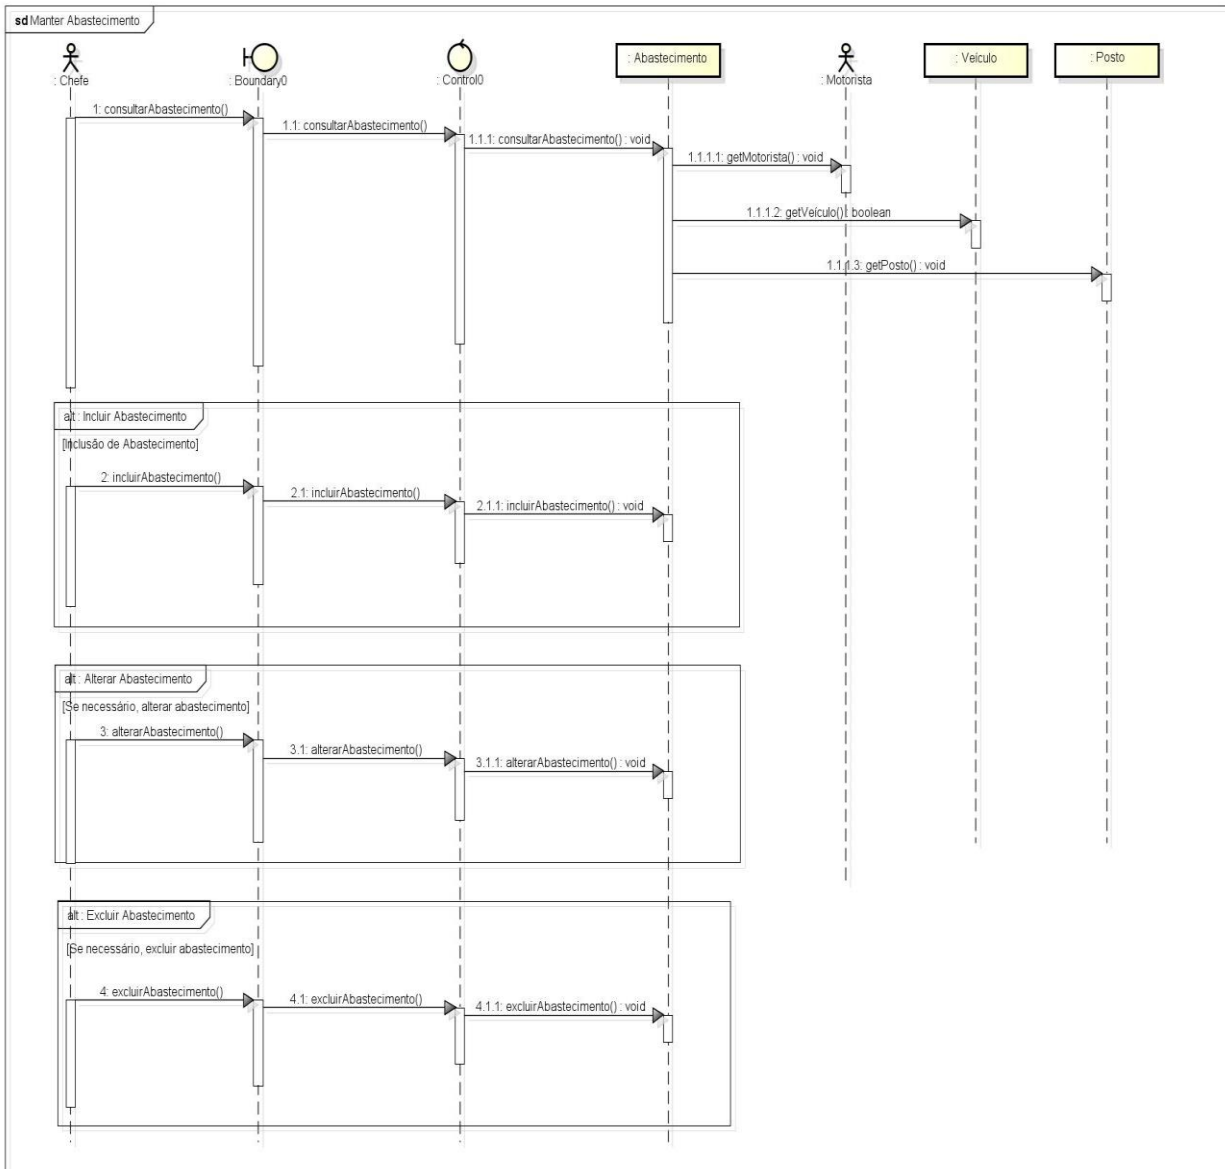 sd Manter Abastecimento
: Chefe
: Boundary0
: Control0
: Abastecimento
: Motorista
: Veículo
: Posto
1: consultarAbastecimento()
1.1: consultarAbastecimento()
1.1.1: consultarAbastecimento() : void
1.1.1.1: getMotorista() : void
1.1.1.2: getVeículo() : boolean
1.1.1.3: getPosto() : void
alt : Incluir Abastecimento
[Inclusão de Abastecimento]
2: incluirAbastecimento()
2.1: incluirAbastecimento()
2.1.1: incluirAbastecimento() : void
alt : Alterar Abastecimento
[Se necessário, alterar abastecimento]
3: alterarAbastecimento()
3.1: alterarAbastecimento()
3.1.1: alterarAbastecimento() : void
alt : Excluir Abastecimento
[Se necessário, excluir abastecimento]
4: excluirAbastecimento()
4.1: excluirAbastecimento()
4.1.1: excluirAbastecimento() : void